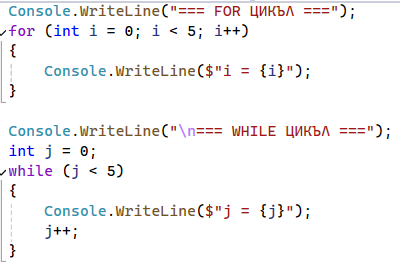 Console.WriteLine("=== FOR ЦИКЪЛ ===");
for (int i = 0; i < 5; i++)
{
    Console.WriteLine($"i = {i}");
}

Console.WriteLine("\n=== WHILE ЦИКЪЛ ===");
int j = 0;
while (j < 5)
{
    Console.WriteLine($"j = {j}");
    j++;
}